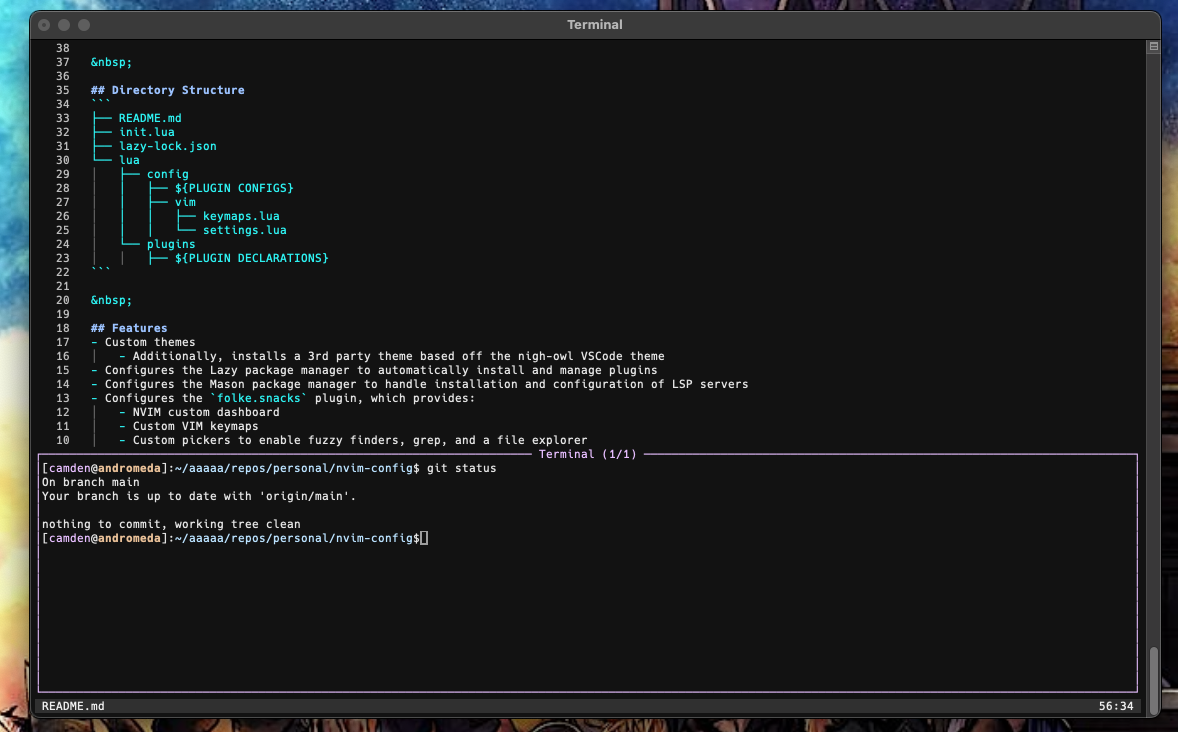 Terminal
38
37 &nbsp;
36
35 ## Directory Structure
34 ```
33 ├── README.md
32 ├── init.lua
31 ├── lazy-lock.json
30 └── lua
29 │   ├── config
28 │   │   ├── ${PLUGIN CONFIGS}
27 │   │   ├── vim
26 │   │   │   ├── keymaps.lua
25 │   │   │   └── settings.lua
24 │   └── plugins
23 │   │   ├── ${PLUGIN DECLARATIONS}
22 ```
21
20 &nbsp;
19
18 ## Features
17 - Custom themes
16 │   - Additionally, installs a 3rd party theme based off the nigh-owl VSCode theme
15 - Configures the Lazy package manager to automatically install and manage plugins
14 - Configures the Mason package manager to handle installation and configuration of LSP servers
13 - Configures the `folke.snacks` plugin, which provides:
12 │   - NVIM custom dashboard
11 │   - Custom VIM keymaps
10 │   - Custom pickers to enable fuzzy finders, grep, and a file explorer
Terminal (1/1)
[camden@andromeda]:~/aaaaa/repos/personal/nvim-config$ git status
On branch main
Your branch is up to date with 'origin/main'.
nothing to commit, working tree clean
[camden@andromeda]:~/aaaaa/repos/personal/nvim-config$
README.md 56:34